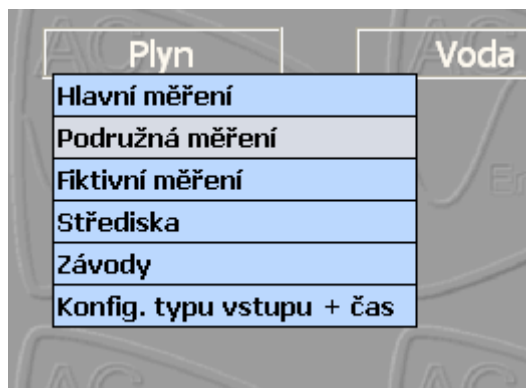 Plyn
Voda
Hlavní měření
Podružná měření
Fiktivní měření
Střediska
Závody
Konfig. typu vstupu + čas